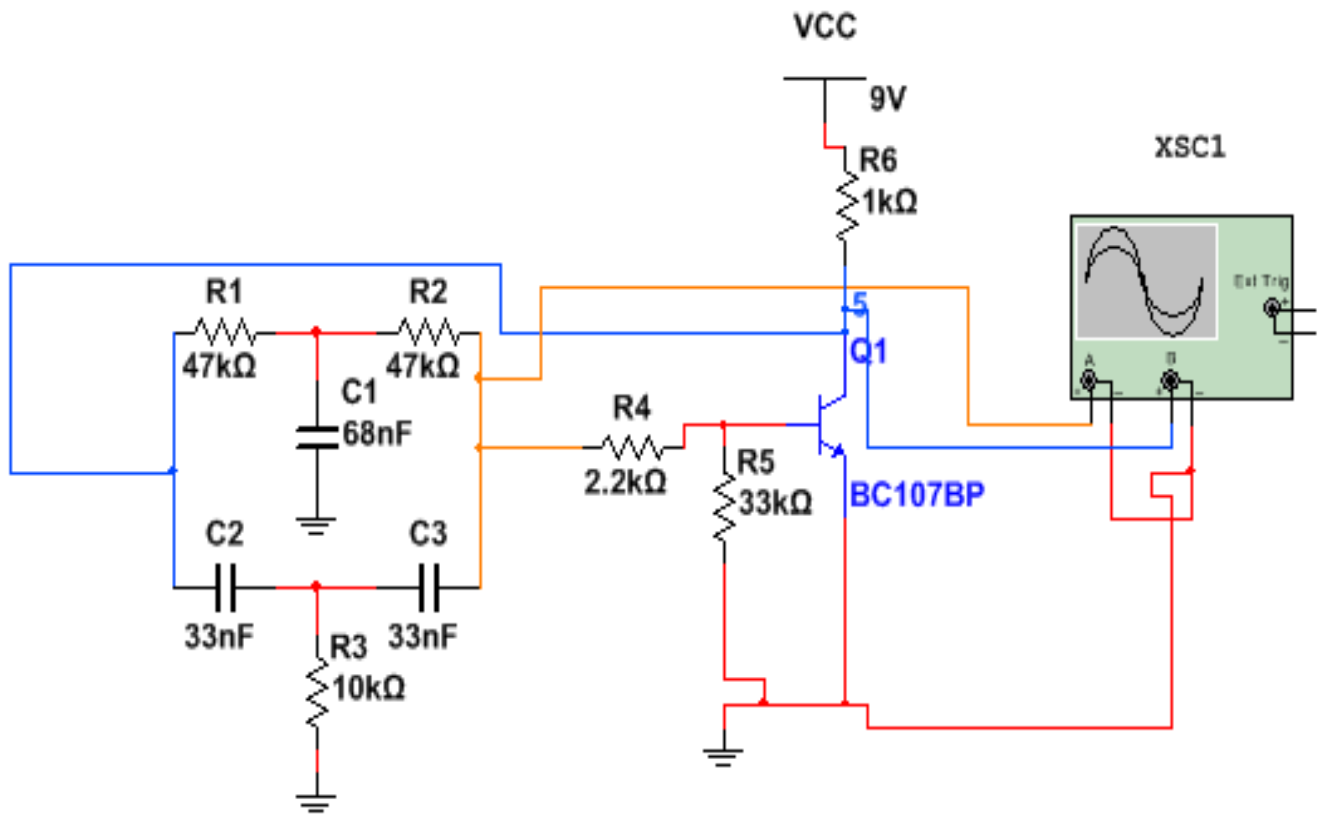 VCC
9V
XSC1
R6
1kΩ
Ext Trig
+
−
R1
R2
5
47kΩ
47kΩ
Q1
A
B
C1
+
−
+
−
68nF
R4
2.2kΩ
R5
33kΩ
BC107BP
C2
C3
33nF
33nF
R3
10kΩ